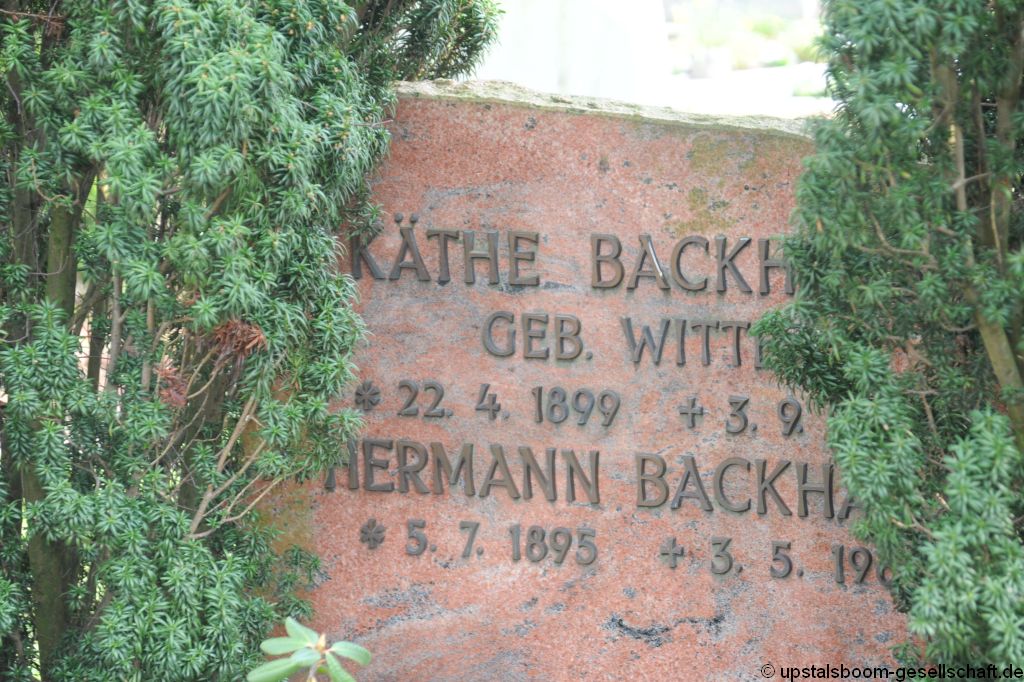 KÄTHE BACKH
GEB. WITT
* 22. 4. 1899 + 3. 9.
HERMANN BACKHA
* 5. 7. 1895 + 3. 5. 19
© upstalsboom-gesellschaft.de